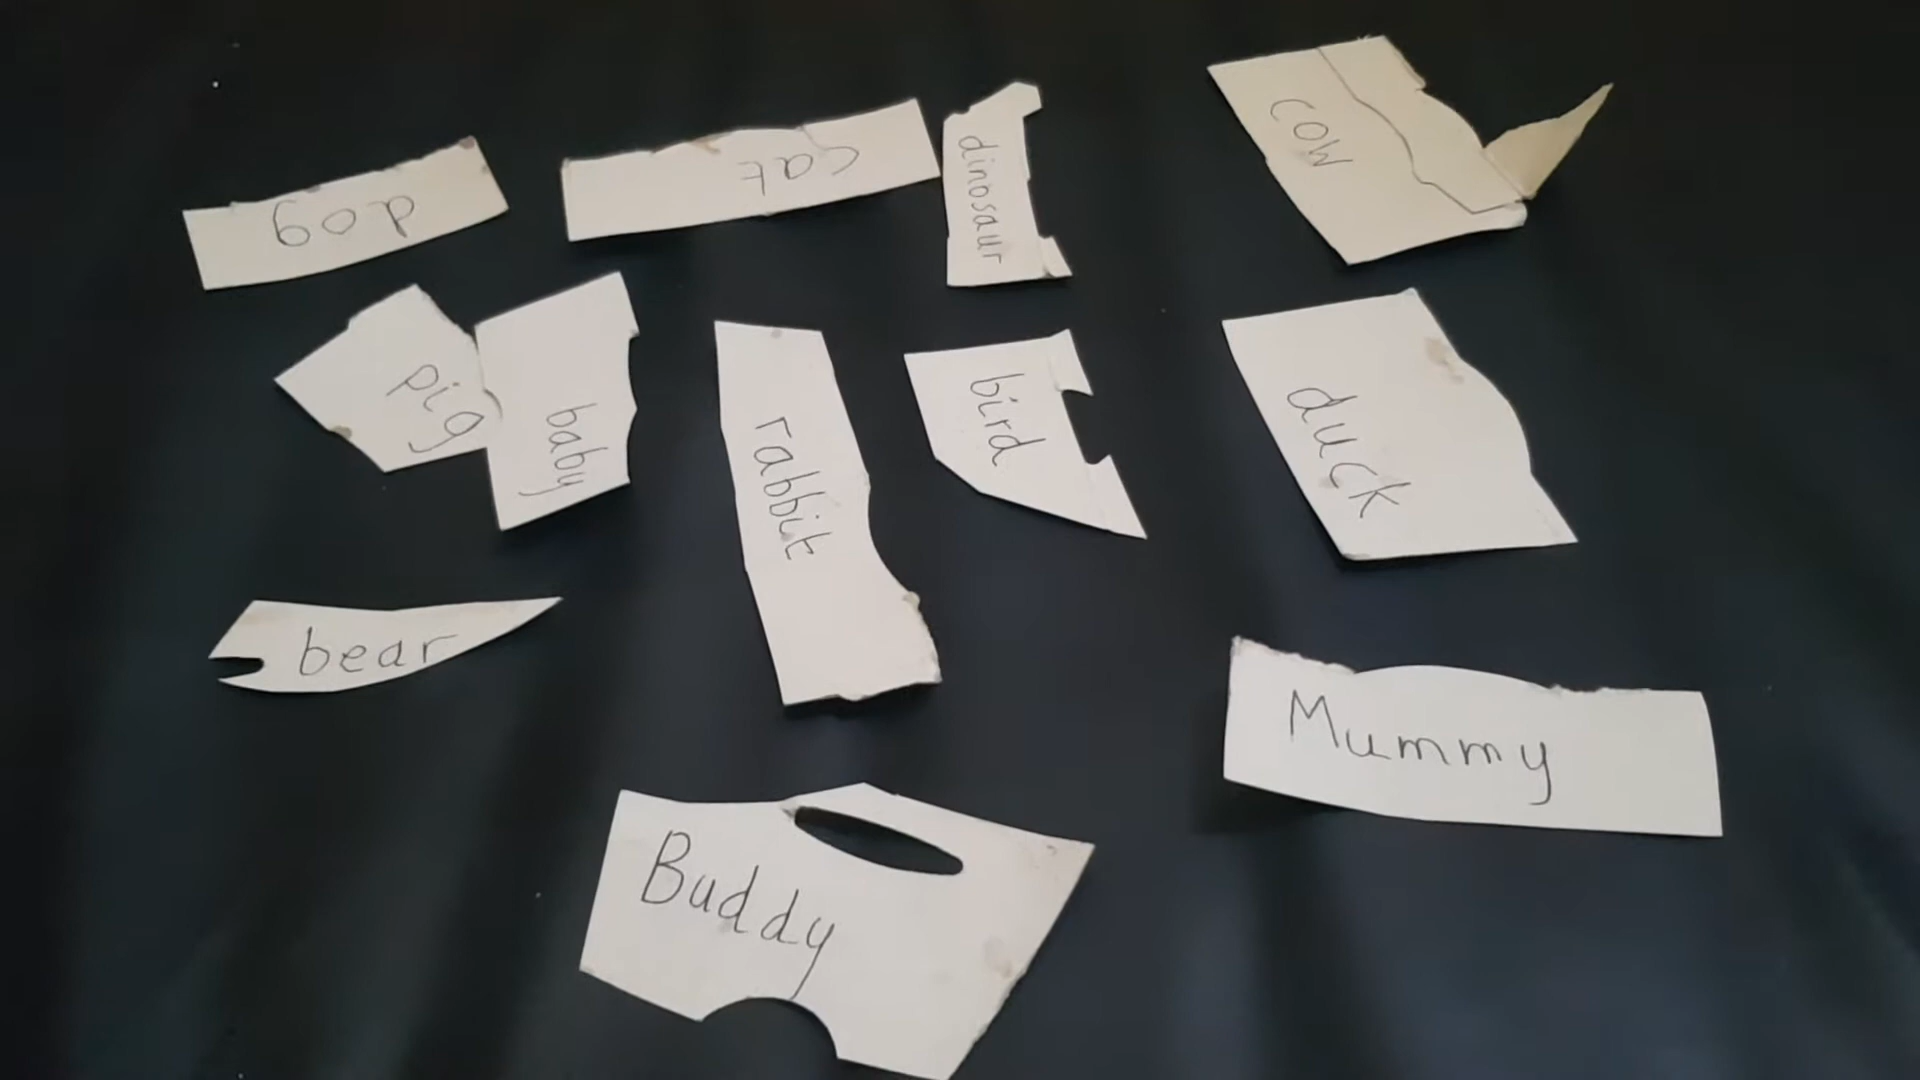 dog
cat
dinosaur
cow
pig
baby
rabbit
bird
duck
bear
Mummy
Buddy